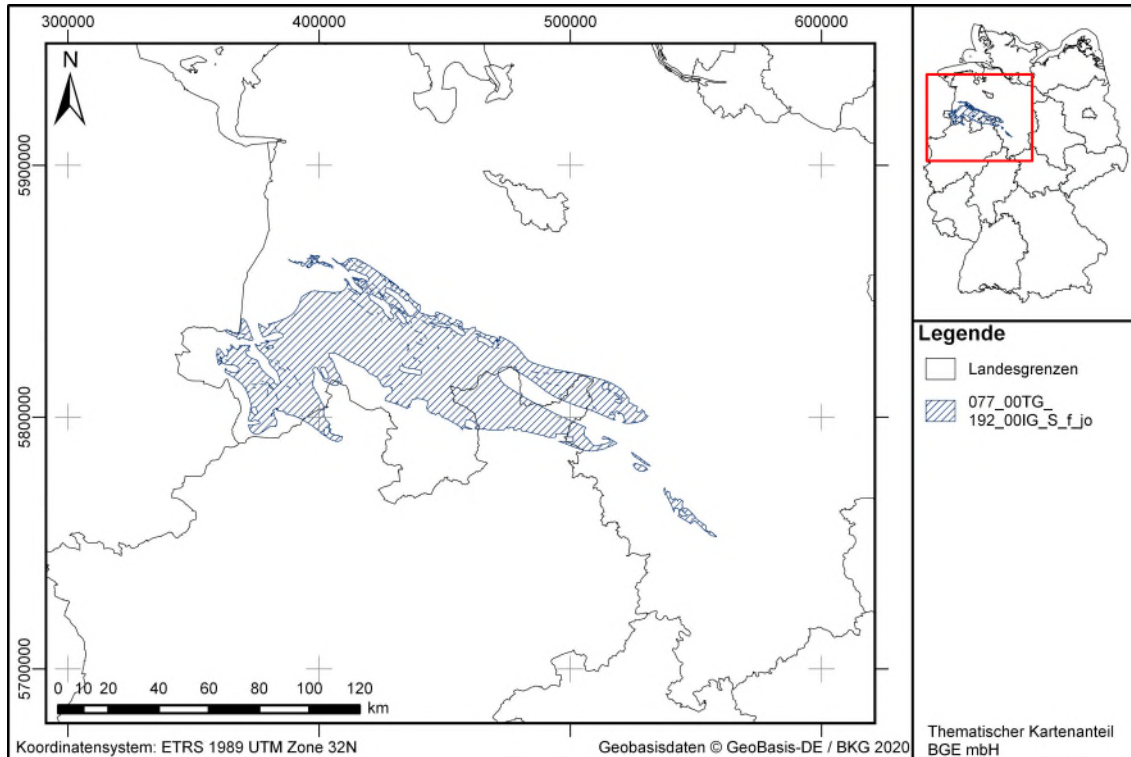 300000
400000
500000
600000
N
5900000
5800000
5700000
0 10 20 40 60 80 100 120
km
Koordinatensystem: ETRS 1989 UTM Zone 32N
Geobasisdaten © GeoBasis-DE / BKG 2020
Legende
Landesgrenzen
077_00TG_
192_00IG_S_f_jo
Thematischer Kartenanteil
BGE mbH